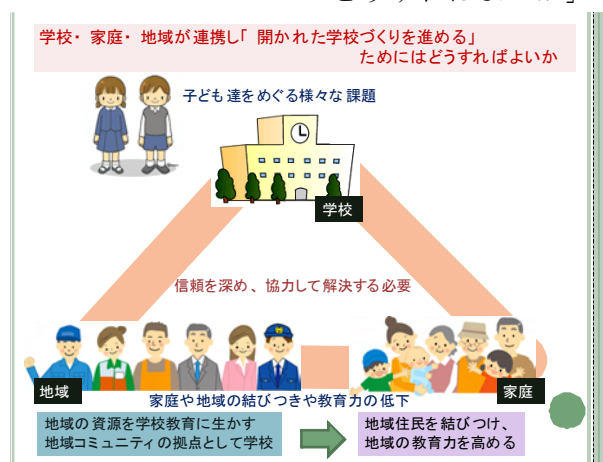 学校・家庭・地域が連携し「開かれた学校づくりを進める」
ためにはどうすればよいか
子ども達をめぐる様々な課題
学校
信頼を深め、協力して解決する必要
地域
家庭
家庭や地域の結びつきや教育力の低下
地域の資源を学校教育に生かす
地域コミュニティの拠点として学校
地域住民を結びつけ、
地域の教育力を高める